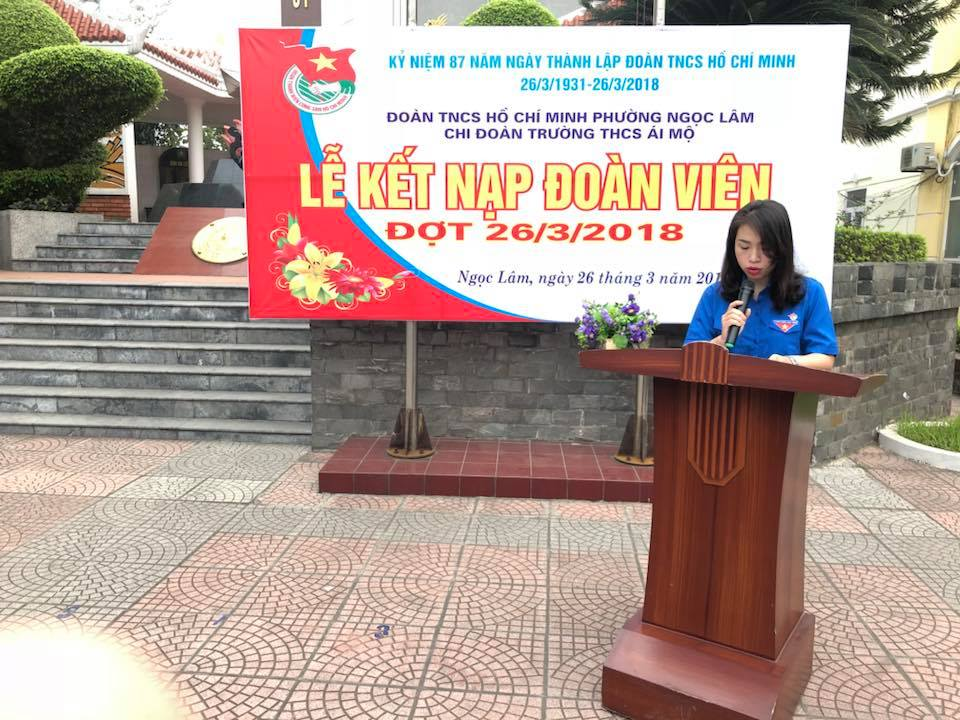 KỶ NIỆM 87 NĂM NGÀY THÀNH LẬP ĐOÀN TNCS HỒ CHÍ MINH
26/3/1931-26/3/2018
ĐOÀN TNCS HỒ CHÍ MINH PHƯỜNG NGỌC LÂM
CHI ĐOÀN TRƯỜNG THCS ÁI MỘ
LỄ KẾT NẠP ĐOÀN VIÊN
ĐỢT 26/3/2018
Ngọc Lâm, ngày 26 tháng 3 năm 201
3